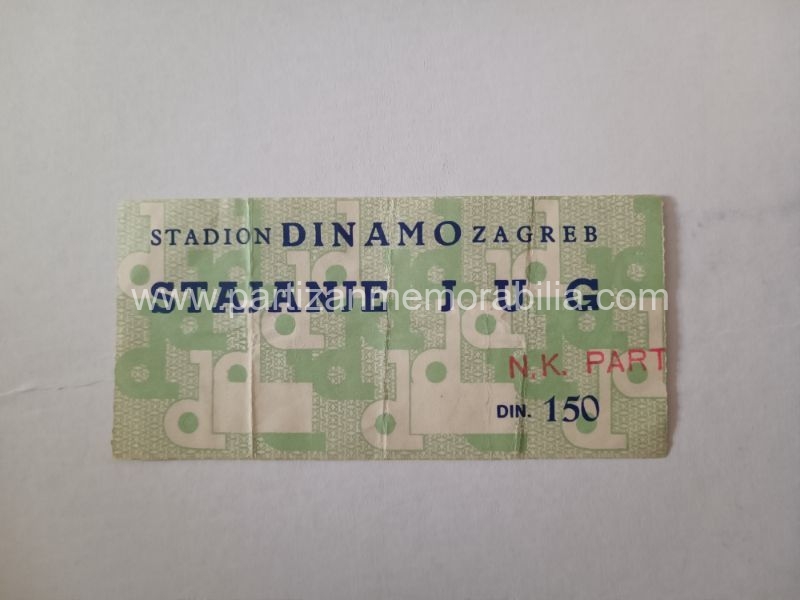 STADION DINAMO ZAGREB
www.partizanmemorabilia.com
STAJANJE JUG
N.K. PART
DIN. 150